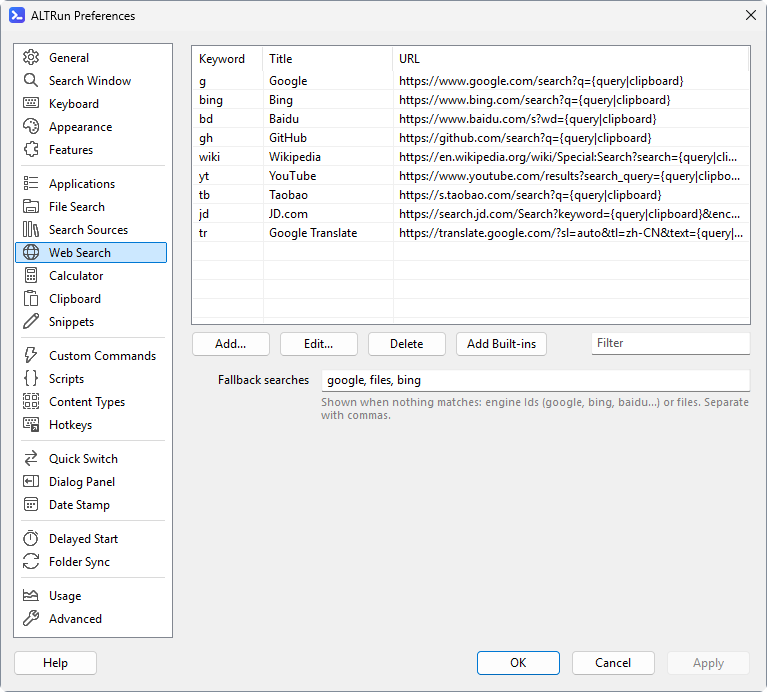 ALTRun Preferences
General
Search Window
Keyboard
Appearance
Features
Applications
File Search
Search Sources
Web Search
Calculator
Clipboard
Snippets
Custom Commands
Scripts
Content Types
Hotkeys
Quick Switch
Dialog Panel
Date Stamp
Delayed Start
Folder Sync
Usage
Advanced
Keyword Title URL
g Google https://www.google.com/search?q={query|clipboard}
bing Bing https://www.bing.com/search?q={query|clipboard}
bd Baidu https://www.baidu.com/s?wd={query|clipboard}
gh GitHub https://github.com/search?q={query|clipboard}
wiki Wikipedia https://en.wikipedia.org/wiki/Special:Search?search={query|cli...
yt YouTube https://www.youtube.com/results?search_query={query|clipbo...
tb Taobao https://s.taobao.com/search?q={query|clipboard}
jd JD.com https://search.jd.com/Search?keyword={query|clipboard}&enc...
tr Google Translate https://translate.google.com/?sl=auto&tl=zh-CN&text={query|...
Add... Edit... Delete Add Built-ins Filter
Fallback searches google, files, bing
Shown when nothing matches: engine Ids (google, bing, baidu...) or files. Separate
with commas.
Help OK Cancel Apply